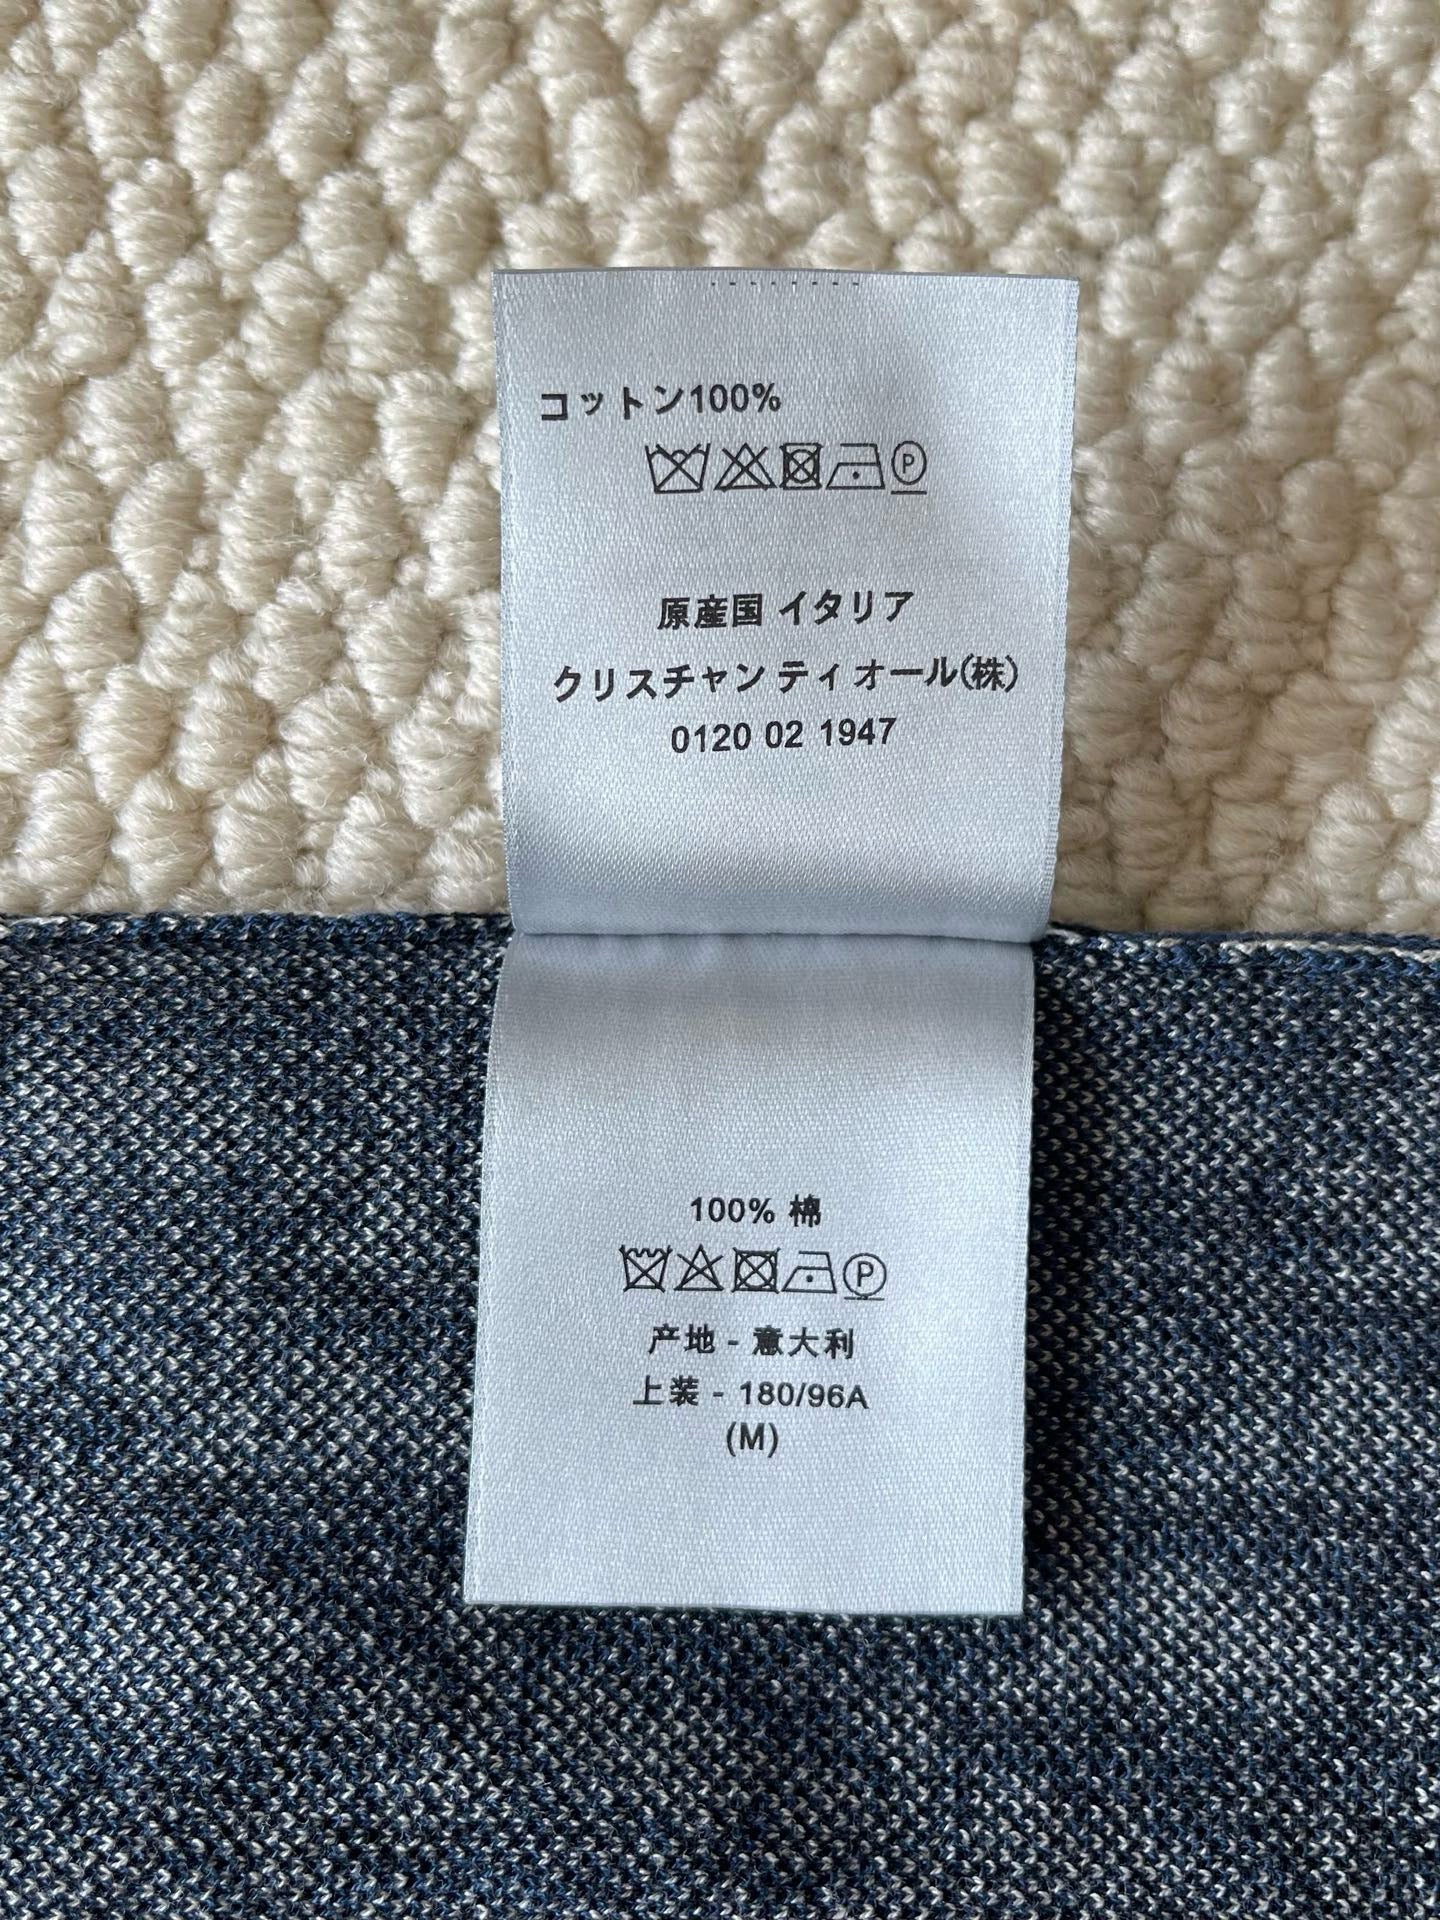 コットン100%
P
原産国 イタリア
クリスチャン ティ オール(株)
0120 02 1947
100% 棉
P
产地 - 意大利
上装 - 180/96A
(M)